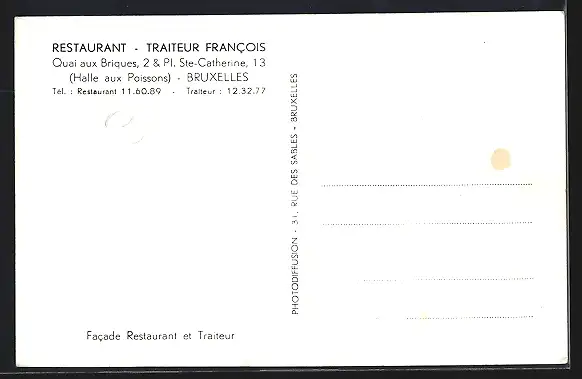 RESTAURANT - TRAITEUR FRANÇOIS
Quai aux Briques, 2 & Pl. Ste-Catherine, 13
(Halle aux Poissons) - BRUXELLES
Tél. : Restaurant 11.60.89 - Traiteur : 12.32.77
PHOTODIFFUSION - 31, RUE DES SABLES - BRUXELLES
Façade Restaurant et Traiteur